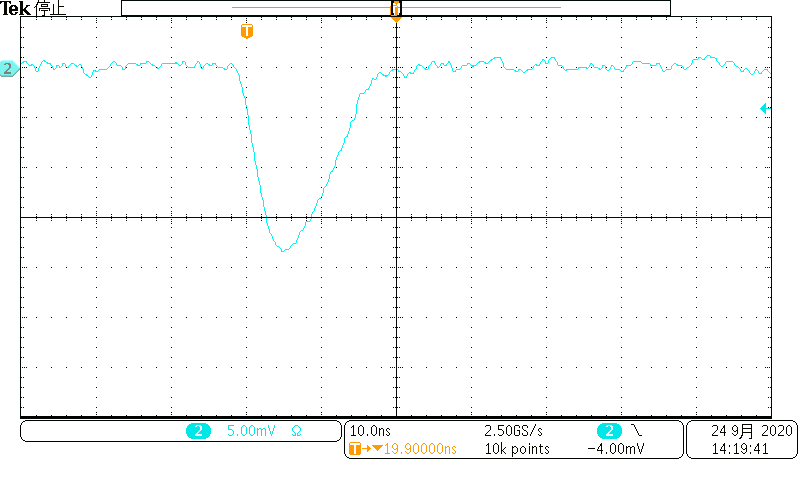 Tek 停止
T
2
2 5.00mV Ω
10.0ns 2.50GS/s 2
T→▼19.90000ns 10k points -4.00mV
24 9月 2020
14:19:41